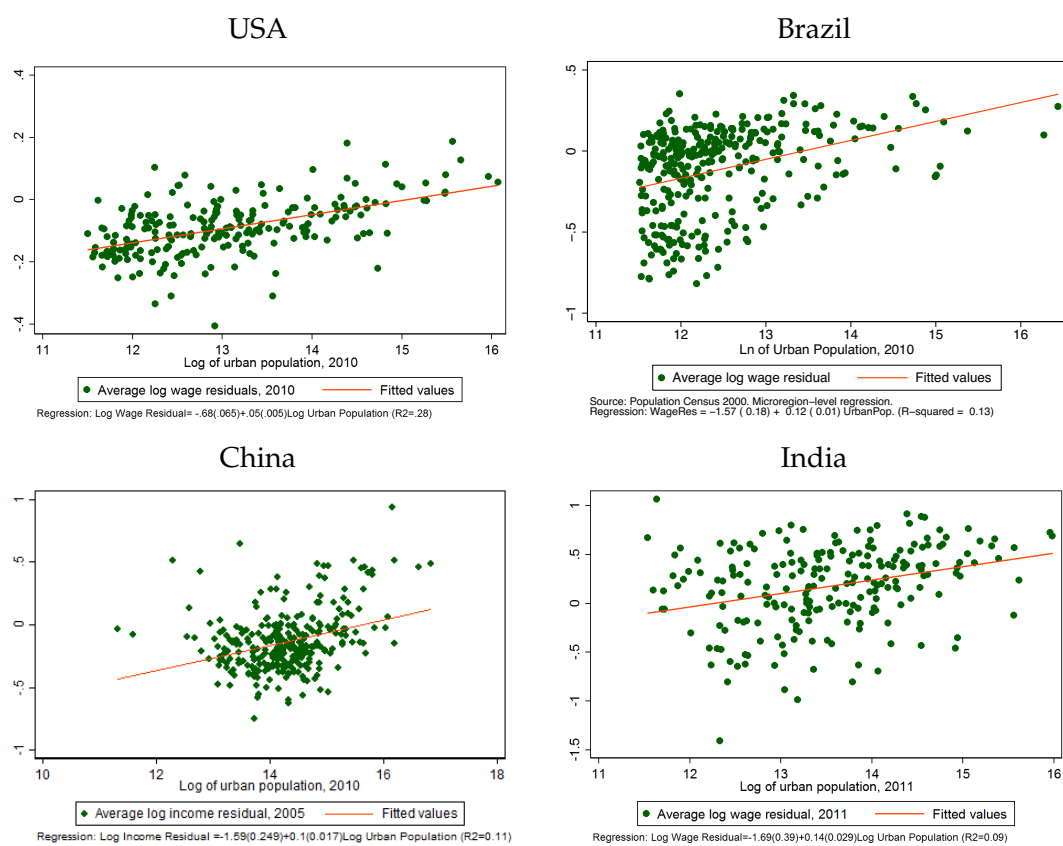 USA
.4
.2
0
-.2
-.4
11
12
13
14
15
16
Log of urban population, 2010
Average log wage residuals, 2010
Fitted values
Regression: Log Wage Residual= -.68(.065)+.05(.005)Log Urban Population (R2=.28)
Brazil
.5
0
-.5
-1
11
12
13
14
15
16
Ln of Urban Population, 2010
Average log wage residual
Fitted values
Source: Population Census 2000. Microregion-level regression.
Regression: WageRes = -1.57 ( 0.18) + 0.12 ( 0.01) UrbanPop. (R-squared = 0.13)
China
1
.5
0
-.5
-1
10
12
14
16
18
Log of urban population, 2010
Average log income residual, 2005
Fitted values
Regression: Log Income Residual =-1.59(0.249)+0.1(0.017)Log Urban Population (R2=0.11)
India
1
.5
0
-.5
-1
-1.5
11
12
13
14
15
16
Log of urban population, 2011
Average log wage residual, 2011
Fitted values
Regression: Log Wage Residual=-1.69(0.39)+0.14(0.029)Log Urban Population (R2=0.09)